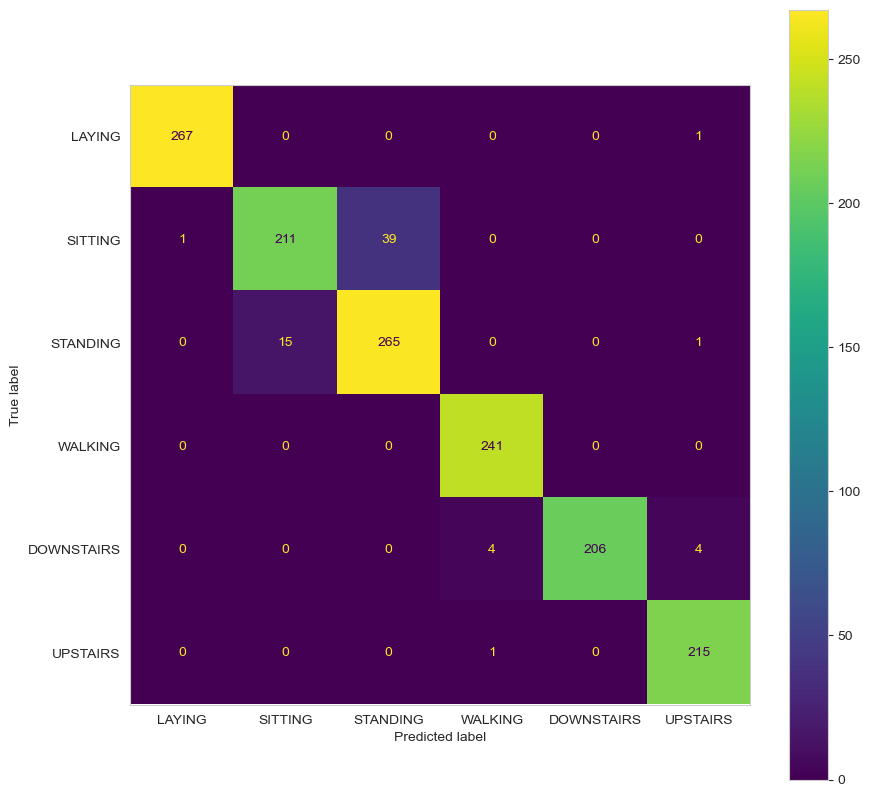 LAYING 267 0 0 0 0 1
SITTING 1 211 39 0 0 0
STANDING 0 15 265 0 0 1
WALKING 0 0 0 241 0 0
DOWNSTAIRS 0 0 0 4 206 4
UPSTAIRS 0 0 0 1 0 215
LAYING SITTING STANDING WALKING DOWNSTAIRS UPSTAIRS
Predicted label
True label
250
200
150
100
50
0